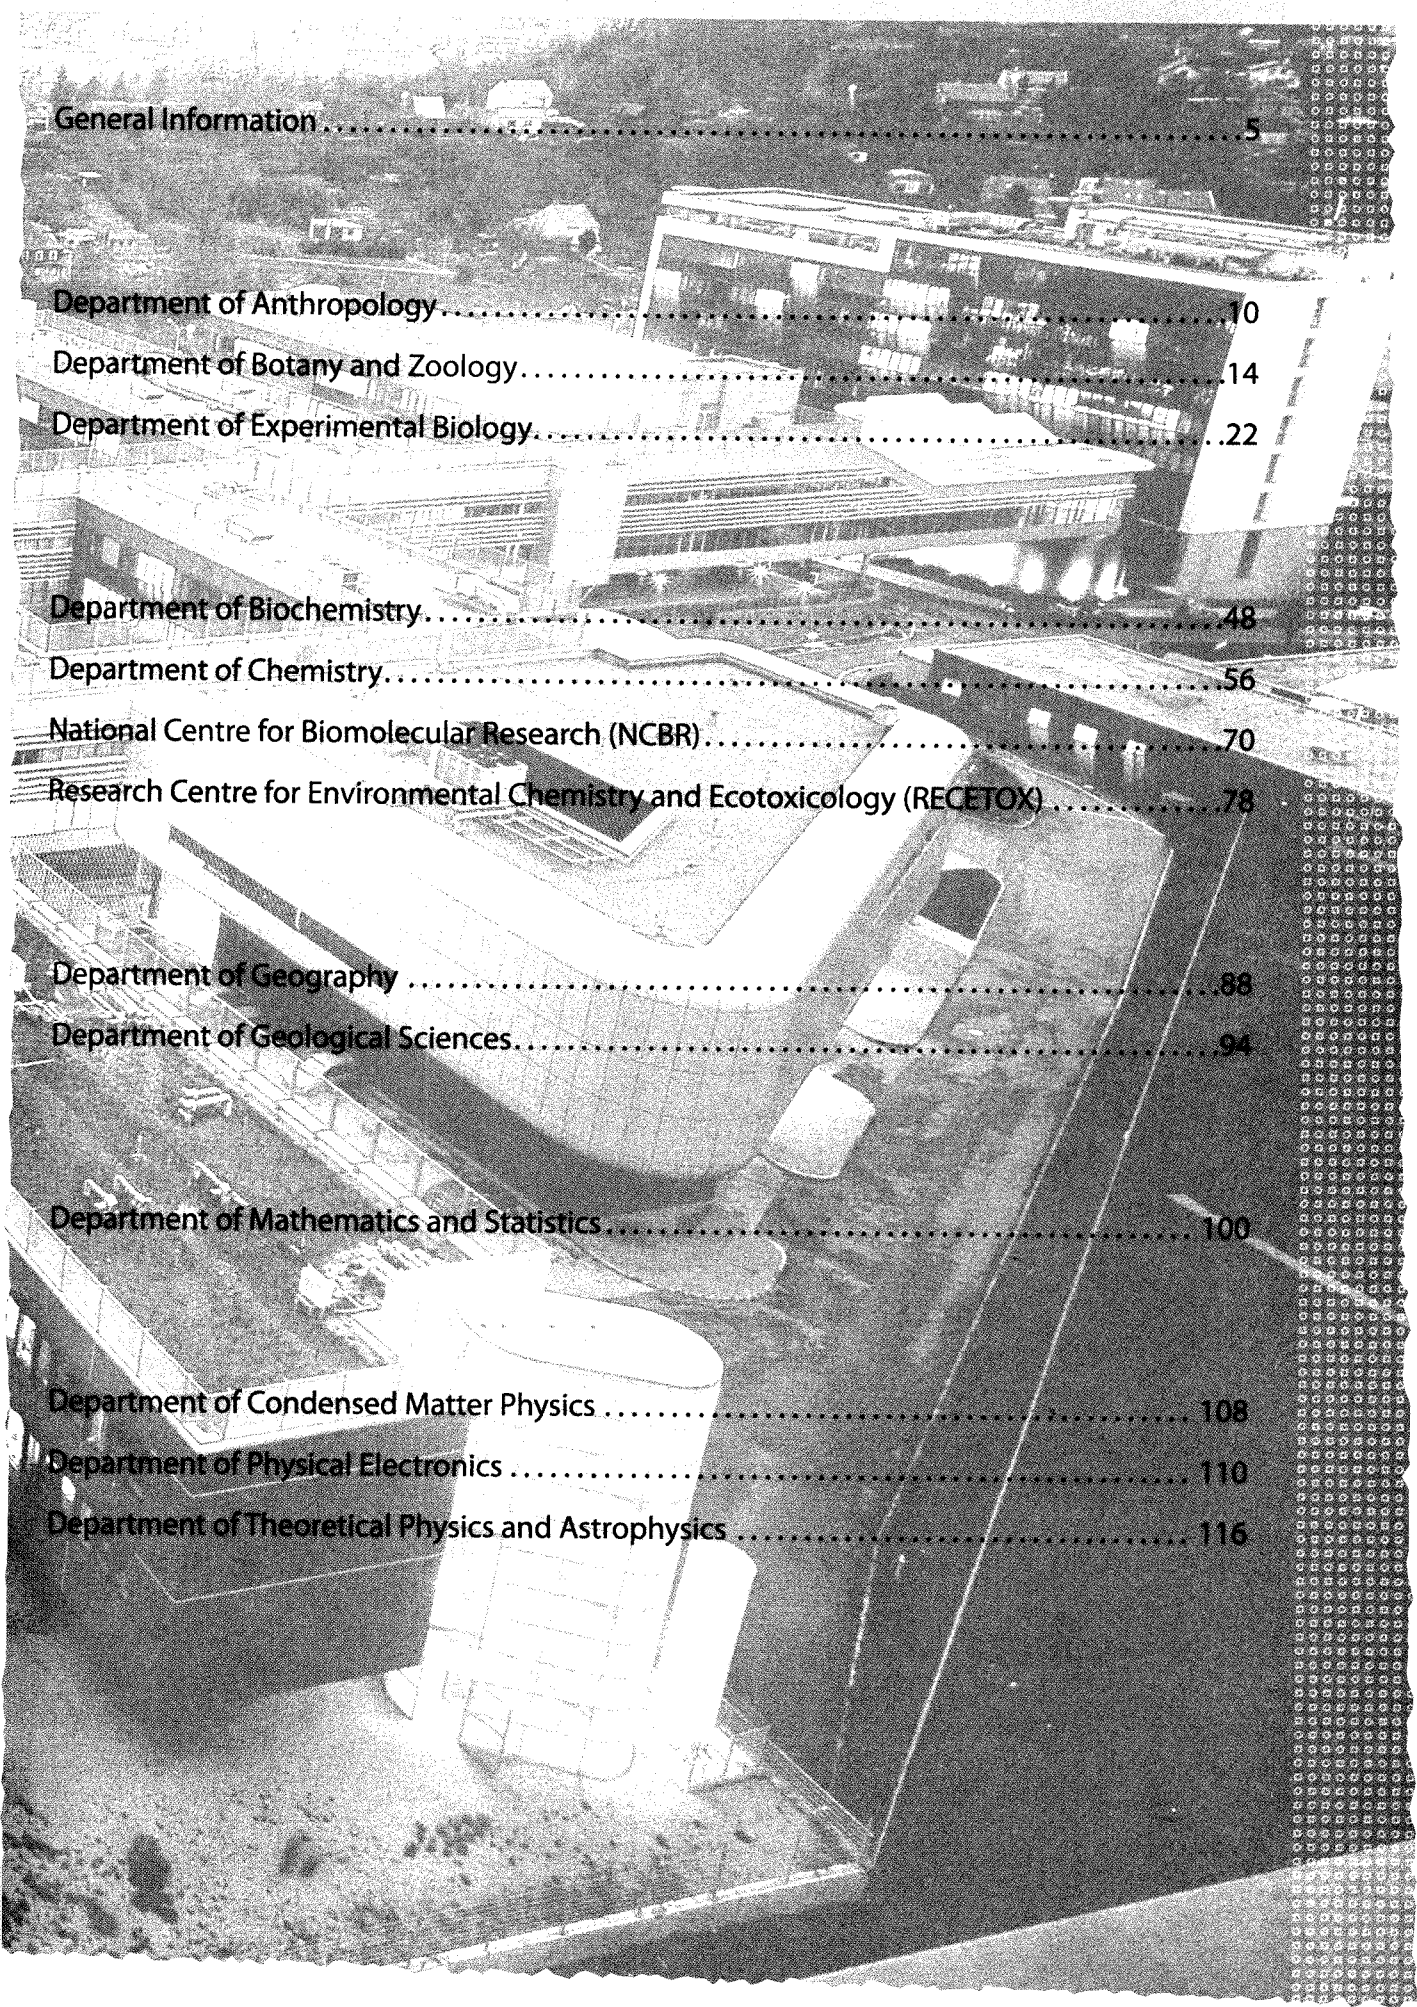 General Information ........................................ 5
Department of Anthropology ........................................ 10
Department of Botany and Zoology ........................................ 14
Department of Experimental Biology ........................................ 22
Department of Biochemistry ........................................ 48
Department of Chemistry ........................................ 56
National Centre for Biomolecular Research (NCBR) ........................................ 70
Research Centre for Environmental Chemistry and Ecotoxicology (RECETOX) ............... 78
Department of Geography ........................................ 88
Department of Geological Sciences ........................................ 94
Department of Mathematics and Statistics ........................................ 100
Department of Condensed Matter Physics ........................................ 108
Department of Physical Electronics ........................................ 110
Department of Theoretical Physics and Astrophysics ........................................ 116